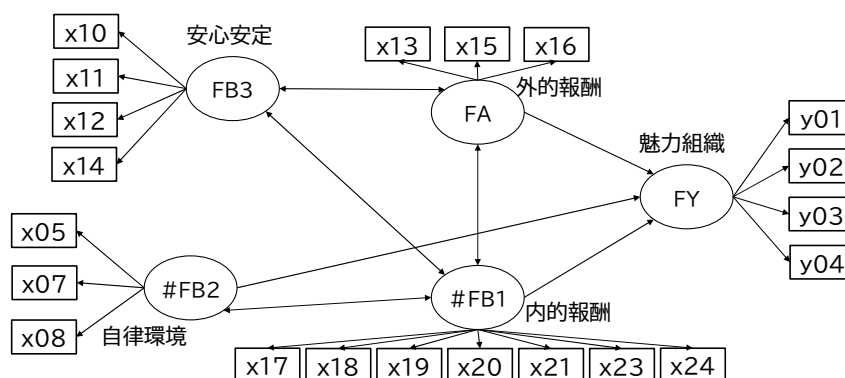 x10
安心安定
x13
x15
x16
x11
FB3
外的報酬
x12
FA
y01
x14
魅力組織
y02
FY
y03
x05
y04
x07
#FB2
#FB1
内的報酬
x08
自律環境
x17
x18
x19
x20
x21
x23
x24